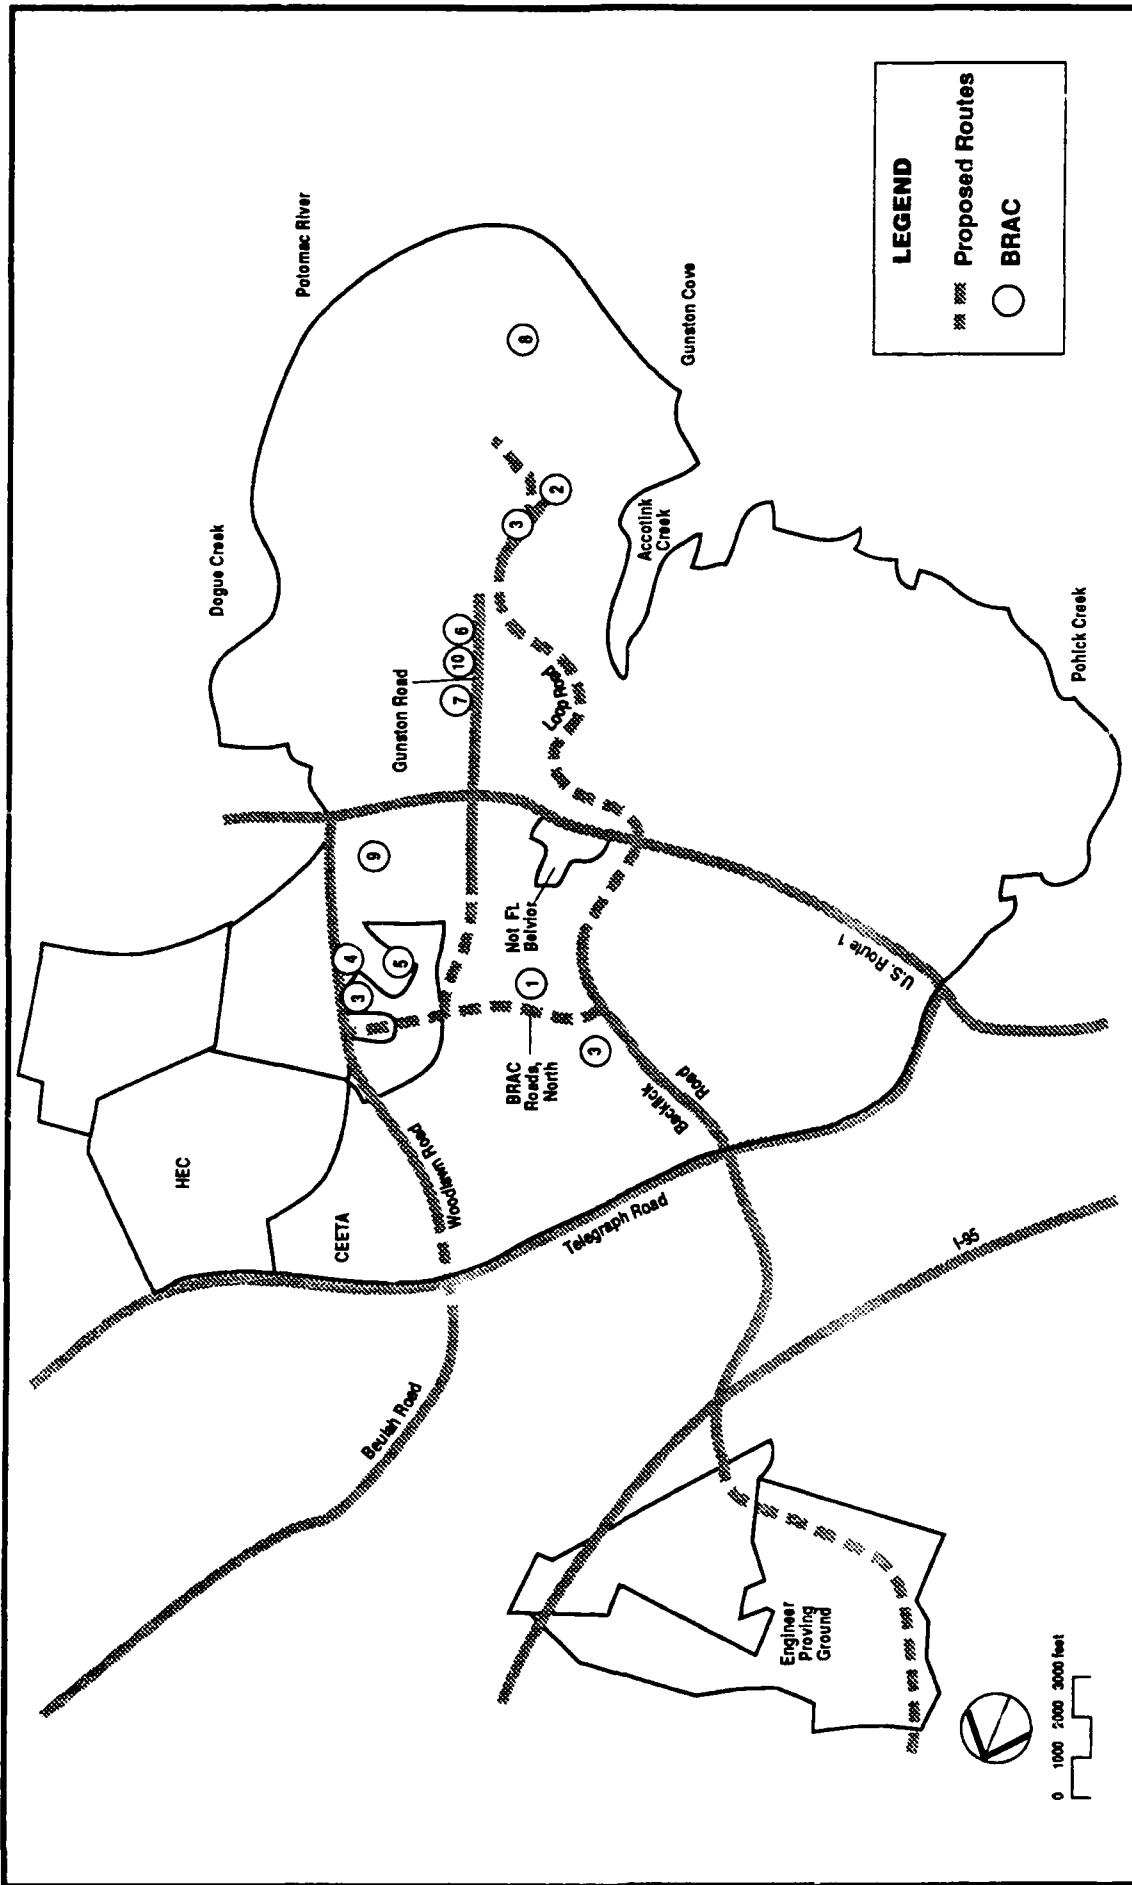 Potomac River
Dogue Creek
Gunston Cove
Accotink
Creek
Pohick Creek
Gunston Road
Loop Road
8
2
3
6
10
7
9
4
5
3
1
3
Not Ft.
Belvior
BRAC
Roads,
North
U.S. Route 1
Backlick
Road
Woodlawn Road
HEC
CEETA
Telegraph Road
I-95
Beulah Road
Engineer
Proving
Ground
0 1000 2000 3000 feet
LEGEND
Proposed Routes
BRAC